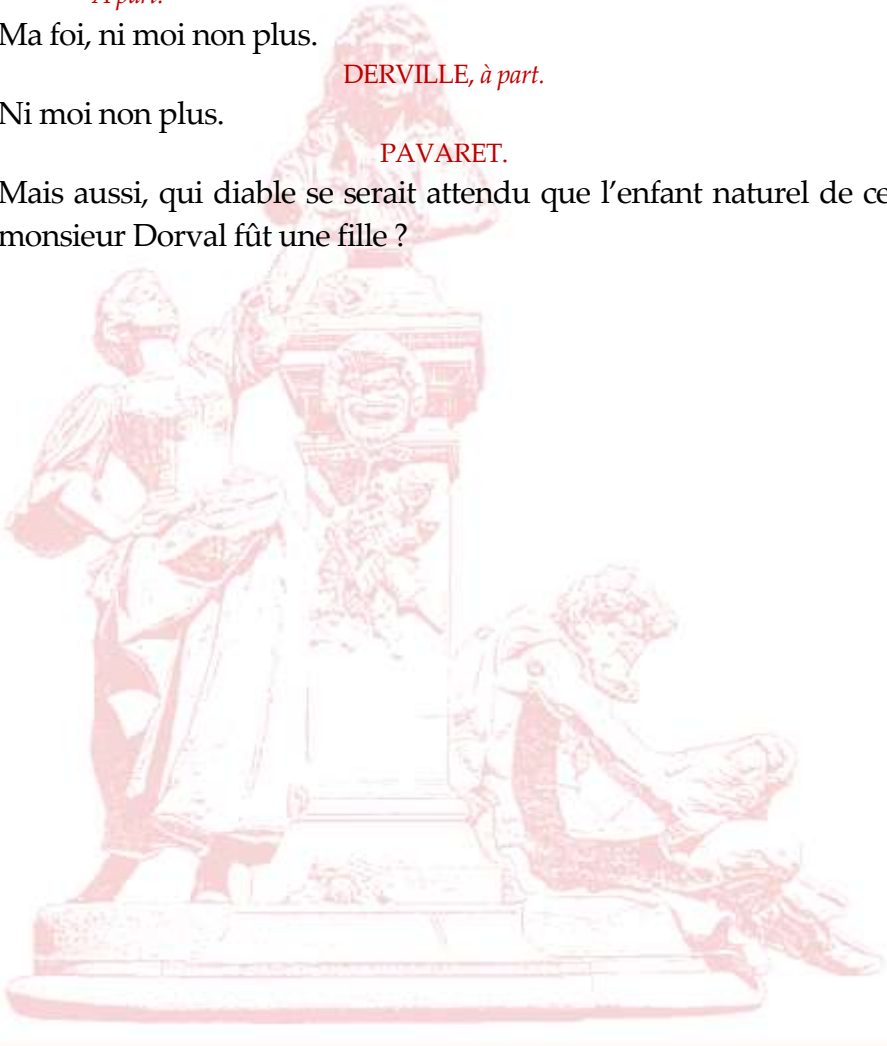 À part.
Ma foi, ni moi non plus.
DERVILLE, à part.
Ni moi non plus.
PAVARET.
Mais aussi, qui diable se serait attendu que l’enfant naturel de ce
monsieur Dorval fût une fille ?